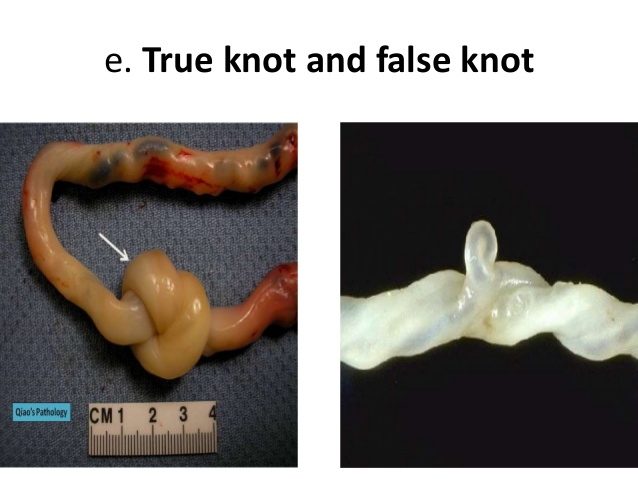 e. True knot and false knot
Qiao's Pathology
CM 1 2 3 4